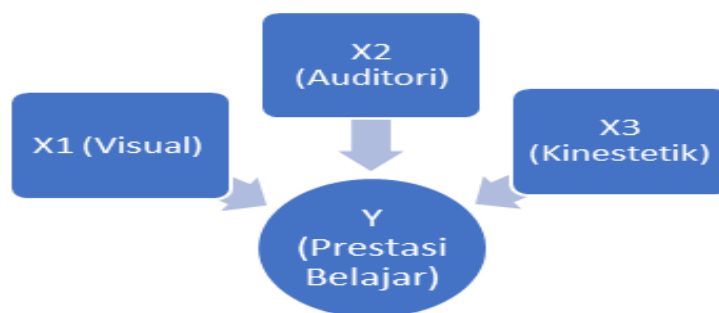 X1 (Visual)
X2
(Auditori)
X3
(Kinestetik)
Y
(Prestasi
Belajar)